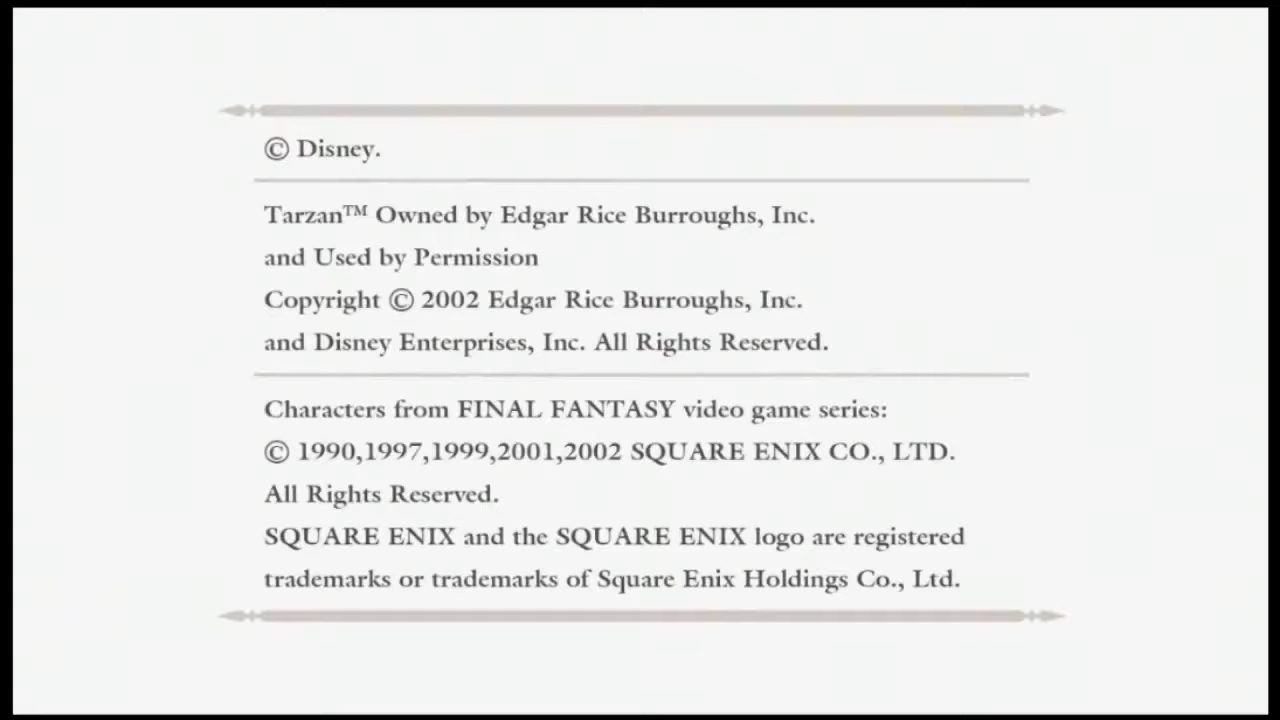 © Disney.
Tarzan™ Owned by Edgar Rice Burroughs, Inc.
and Used by Permission
Copyright © 2002 Edgar Rice Burroughs, Inc.
and Disney Enterprises, Inc. All Rights Reserved.
Characters from FINAL FANTASY video game series:
© 1990,1997,1999,2001,2002 SQUARE ENIX CO., LTD.
All Rights Reserved.
SQUARE ENIX and the SQUARE ENIX logo are registered
trademarks or trademarks of Square Enix Holdings Co., Ltd.